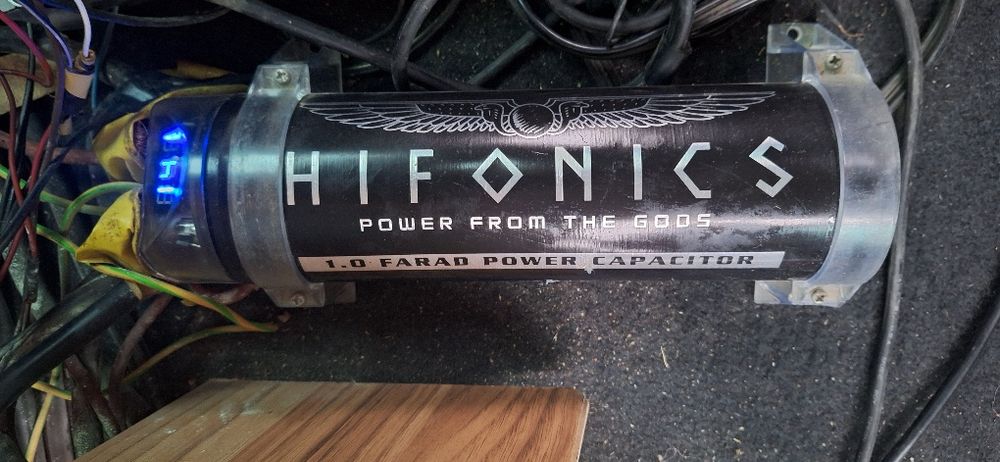 HIFONICS
POWER FROM THE GODS
1.0 FARAD POWER CAPACITOR